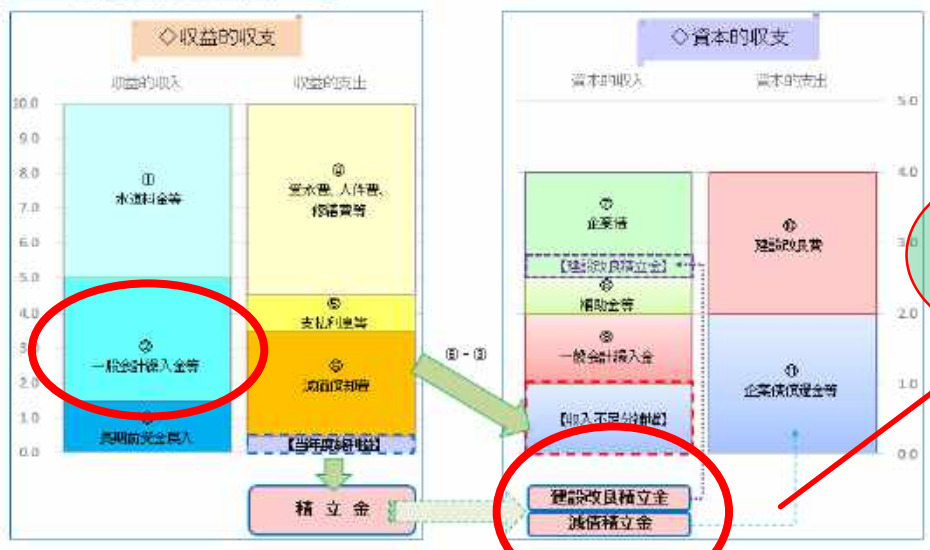 ◇収益的収支
収益的収入
収益的支出
10.0
9.0
8.0
7.0
6.0
5.0
4.0
3.0
2.0
1.0
0.0
①
水道料金等
②
一般会計繰入金等
長期前受金戻入
④
受水費、人件費、
修繕費等
⑤
支払利息等
⑥
減価償却費
【当年度純利益】
積立金
⑥-③
◇資本的収支
資本的収入
資本的支出
⑦
企業債
【建設改良積立金】
補助金等
⑨
一般会計繰入金
【収入不足分補塡】
⑩
建設改良費
⑪
企業債償還金等
5.0
4.0
3.0
2.0
1.0
0.0
建設改良積立金
減債積立金